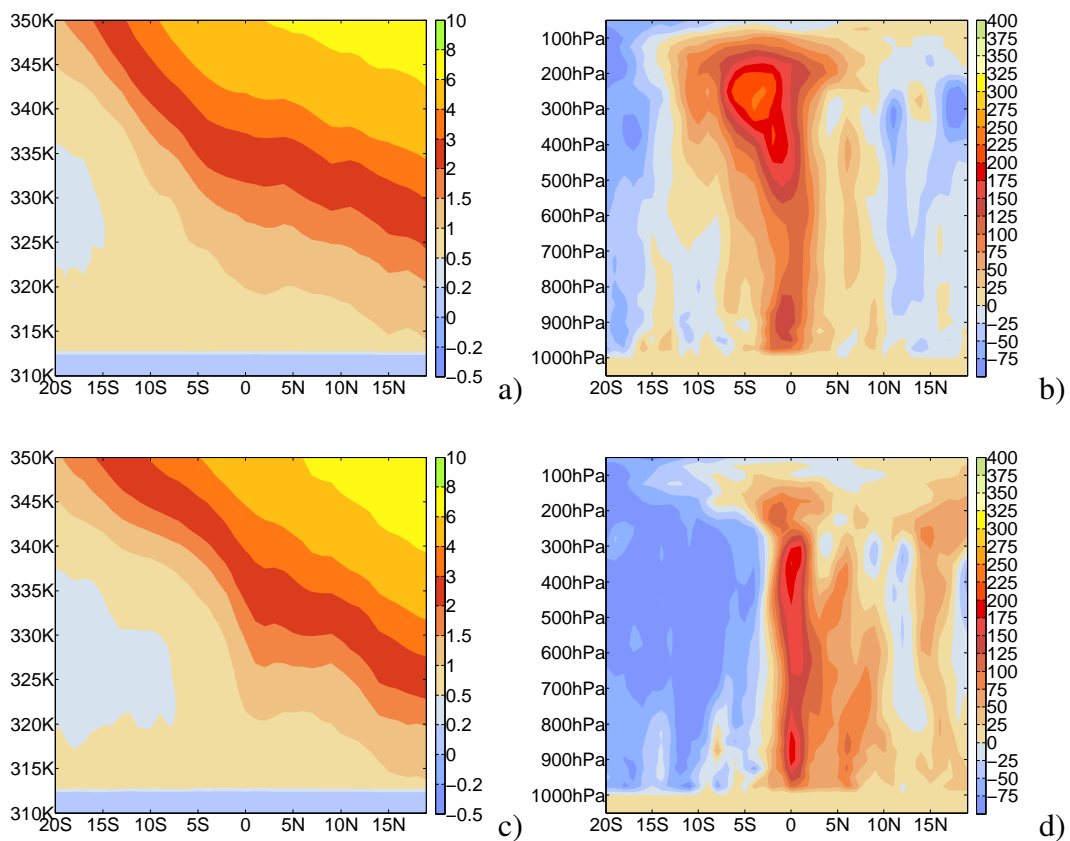 350K
345K
340K
335K
330K
325K
320K
315K
310K
20S 15S 10S 5S 0 5N 10N 15N
10
8
6
4
3
2
1.5
1
0.5
0.2
0
−0.2
−0.5
a)
100hPa
200hPa
300hPa
400hPa
500hPa
600hPa
700hPa
800hPa
900hPa
1000hPa
20S 15S 10S 5S 0 5N 10N 15N
400
375
350
325
300
275
250
225
200
175
150
125
100
75
50
25
0
−25
−50
−75
b)
350K
345K
340K
335K
330K
325K
320K
315K
310K
20S 15S 10S 5S 0 5N 10N 15N
10
8
6
4
3
2
1.5
1
0.5
0.2
0
−0.2
−0.5
c)
100hPa
200hPa
300hPa
400hPa
500hPa
600hPa
700hPa
800hPa
900hPa
1000hPa
20S 15S 10S 5S 0 5N 10N 15N
400
375
350
325
300
275
250
225
200
175
150
125
100
75
50
25
0
−25
−50
−75
d)